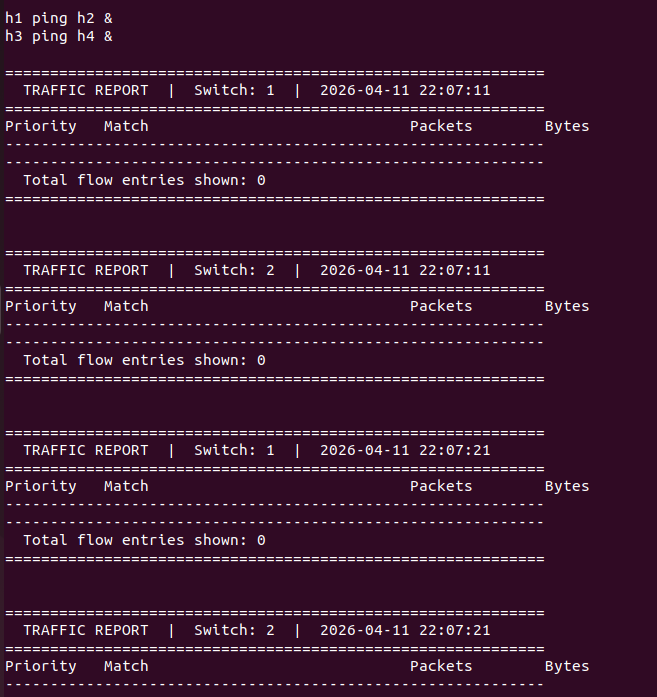 h1 ping h2 &
h3 ping h4 &
============================================================
  TRAFFIC REPORT  |  Switch: 1  |  2026-04-11 22:07:11
============================================================
Priority   Match                             Packets        Bytes
------------------------------------------------------------
------------------------------------------------------------
  Total flow entries shown: 0
============================================================
============================================================
  TRAFFIC REPORT  |  Switch: 2  |  2026-04-11 22:07:11
============================================================
Priority   Match                             Packets        Bytes
------------------------------------------------------------
------------------------------------------------------------
  Total flow entries shown: 0
============================================================
============================================================
  TRAFFIC REPORT  |  Switch: 1  |  2026-04-11 22:07:21
============================================================
Priority   Match                             Packets        Bytes
------------------------------------------------------------
------------------------------------------------------------
  Total flow entries shown: 0
============================================================
============================================================
  TRAFFIC REPORT  |  Switch: 2  |  2026-04-11 22:07:21
============================================================
Priority   Match                             Packets        Bytes
------------------------------------------------------------